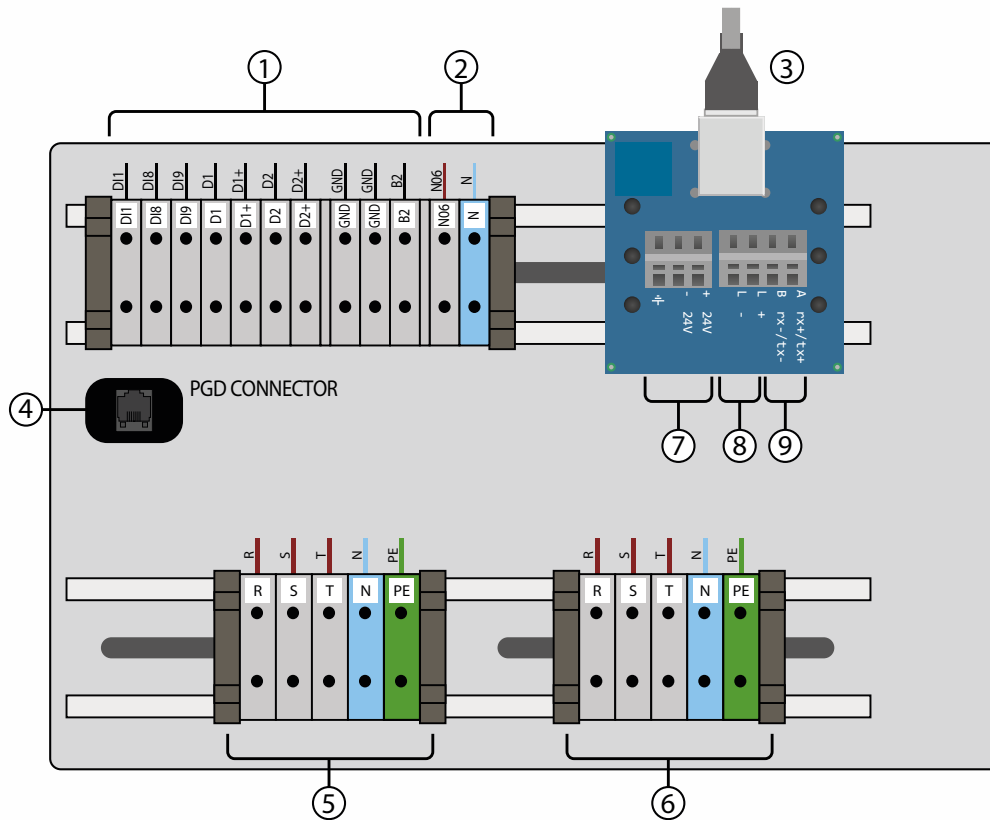 1
2
3
DI1 DI8 DI9 D1 D1+ D2 D2+ GND GND B2 N06 N
DI1 DI8 DI9 D1 D1+ D2 D2+ GND GND B2 N06 N
- 24V
+ 24V
L -
L +
B rx-/tx-
A rx+/tx+
4
PGD CONNECTOR
7
8
9
R S T N PE
R S T N PE
R S T N PE
R S T N PE
5
6